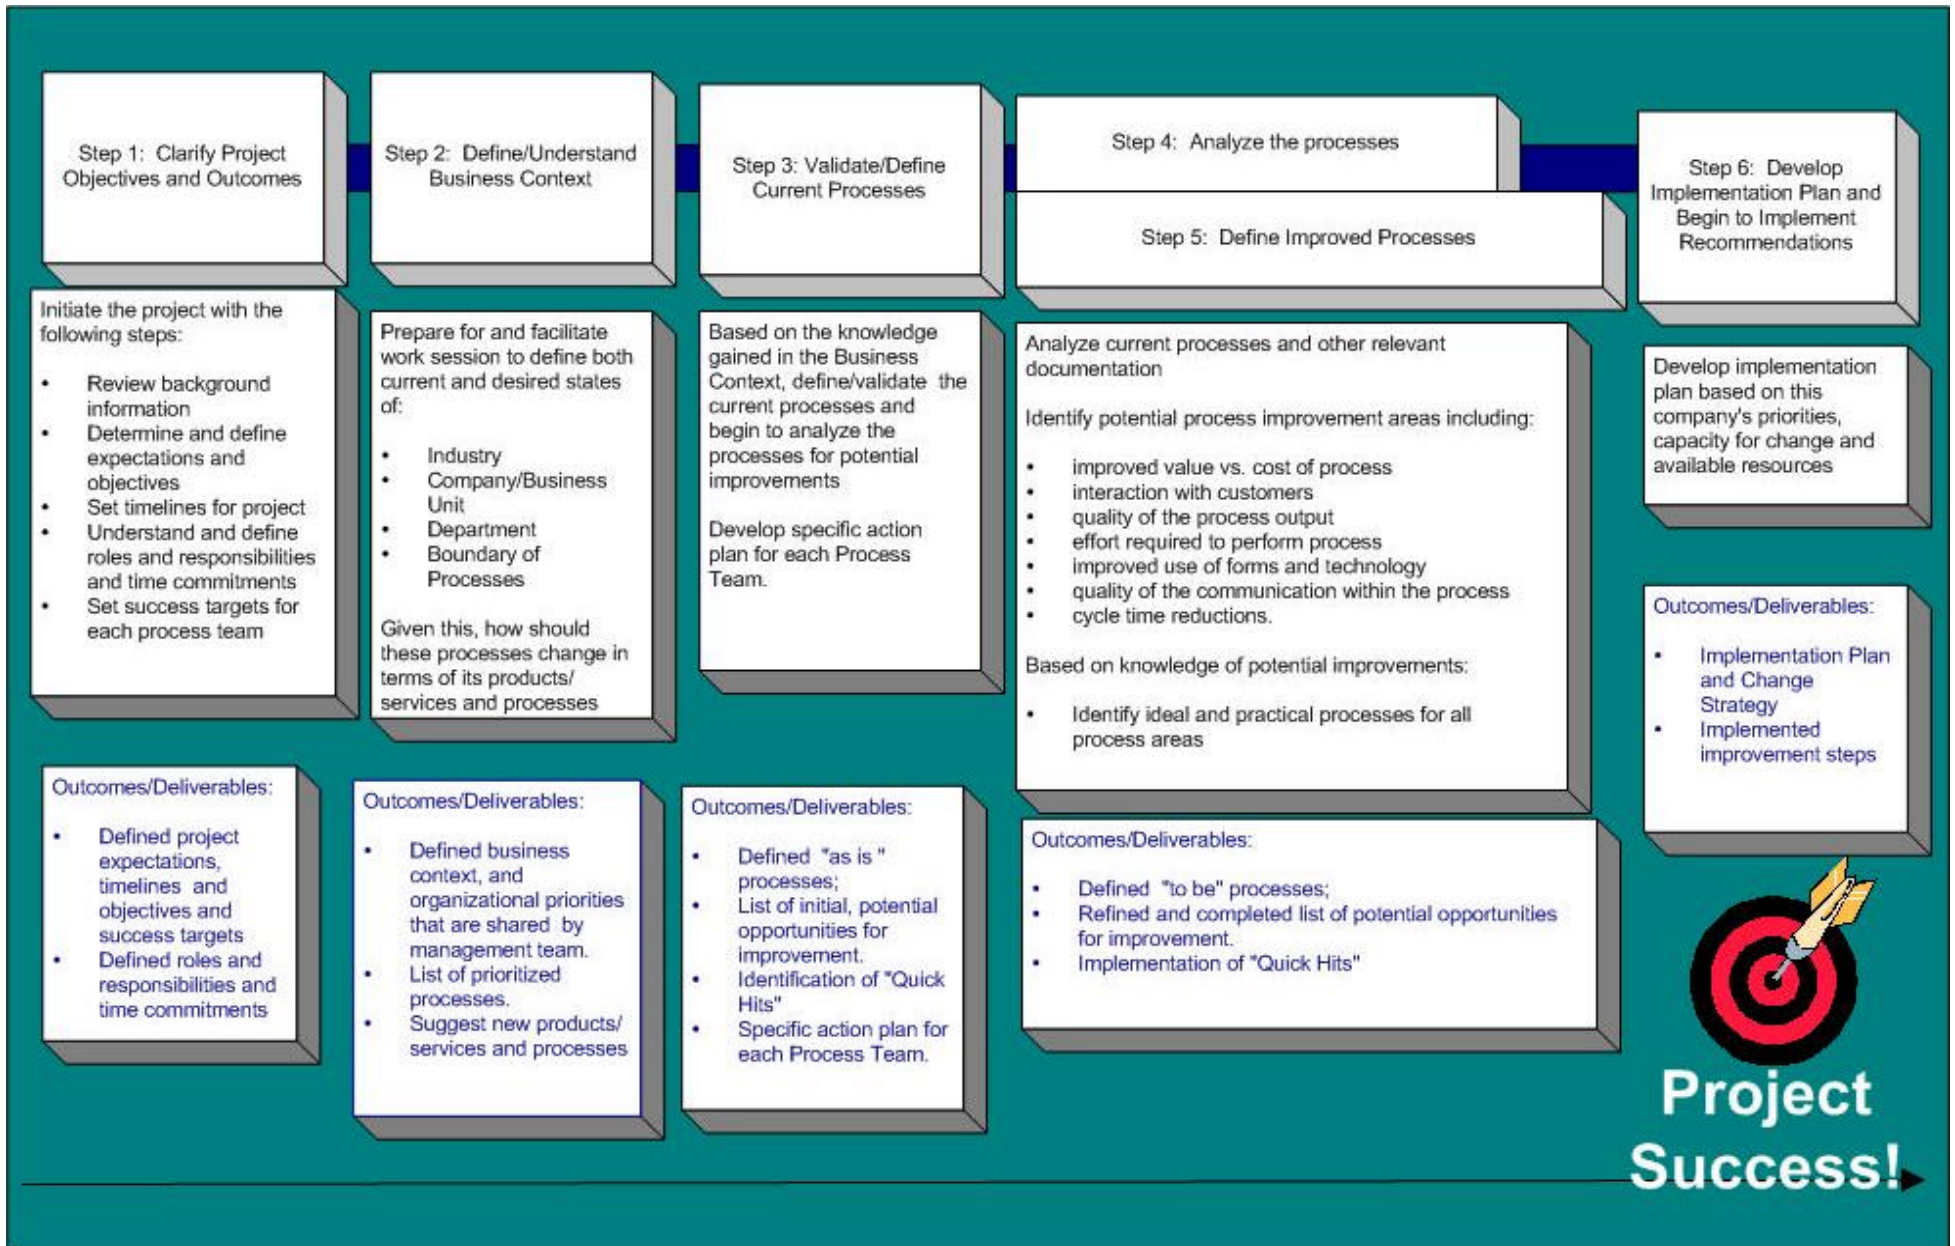 Step 1: Clarify Project
Objectives and Outcomes
Initiate the project with the
following steps:
• Review background
information
• Determine and define
expectations and
objectives
• Set timelines for project
• Understand and define
roles and responsibilities
and time commitments
• Set success targets for
each process team
Outcomes/Deliverables:
• Defined project
expectations,
timelines and
objectives and
success targets
• Defined roles and
responsibilities and
time commitments
Step 2: Define/Understand
Business Context
Prepare for and facilitate
work session to define both
current and desired states
of:
• Industry
• Company/Business
Unit
• Department
• Boundary of
Processes
Given this, how should
these processes change in
terms of its products/
services and processes
Outcomes/Deliverables:
• Defined business
context, and
organizational priorities
that are shared by
management team.
• List of prioritized
processes.
• Suggest new products/
services and processes
Step 3: Validate/Define
Current Processes
Based on the knowledge
gained in the Business
Context, define/validate the
current processes and
begin to analyze the
processes for potential
improvements
Develop specific action
plan for each Process
Team.
Outcomes/Deliverables:
• Defined "as is "
processes;
• List of initial, potential
opportunities for
improvement.
• Identification of "Quick
Hits"
• Specific action plan for
each Process Team.
Step 4: Analyze the processes
Step 5: Define Improved Processes
Analyze current processes and other relevant
documentation
Identify potential process improvement areas including:
• improved value vs. cost of process
• interaction with customers
• quality of the process output
• effort required to perform process
• improved use of forms and technology
• quality of the communication within the process
• cycle time reductions.
Based on knowledge of potential improvements:
• Identify ideal and practical processes for all
process areas
Outcomes/Deliverables:
• Defined "to be" processes;
• Refined and completed list of potential opportunities
for improvement.
• Implementation of "Quick Hits"
Step 6: Develop
Implementation Plan and
Begin to Implement
Recommendations
Develop implementation
plan based on this
company's priorities,
capacity for change and
available resources
Outcomes/Deliverables:
• Implementation Plan
and Change
Strategy
• Implemented
improvement steps
Project
Success!